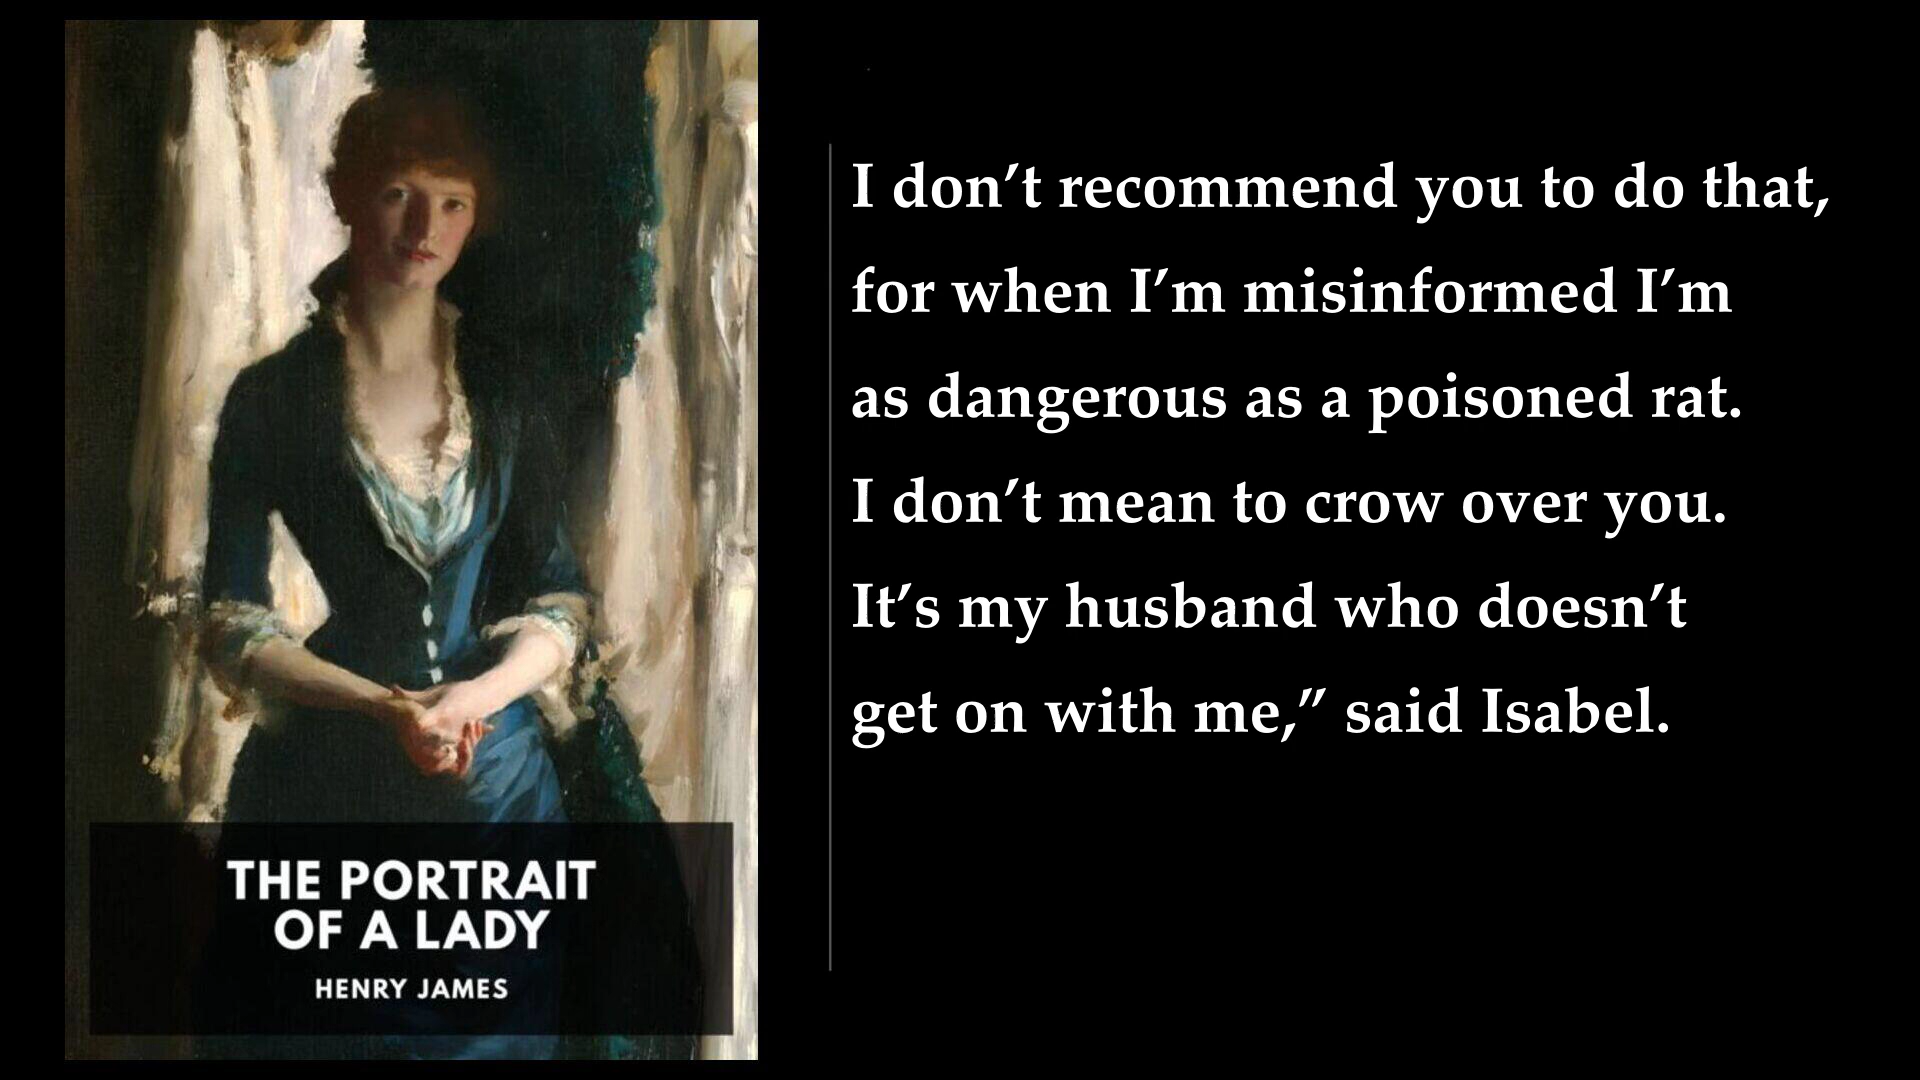 THE PORTRAIT
OF A LADY
HENRY JAMES
I don’t recommend you to do that,
for when I’m misinformed I’m
as dangerous as a poisoned rat.
I don’t mean to crow over you.
It’s my husband who doesn’t
get on with me,” said Isabel.